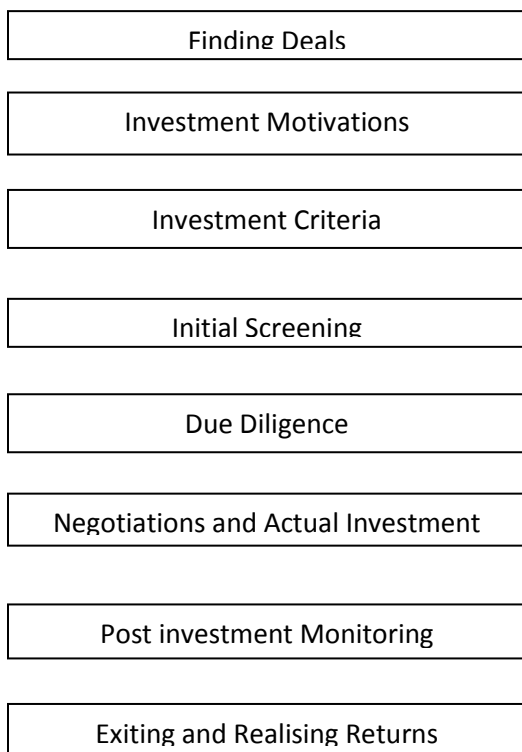 Finding Deals
Investment Motivations
Investment Criteria
Initial Screening
Due Diligence
Negotiations and Actual Investment
Post investment Monitoring
Exiting and Realising Returns